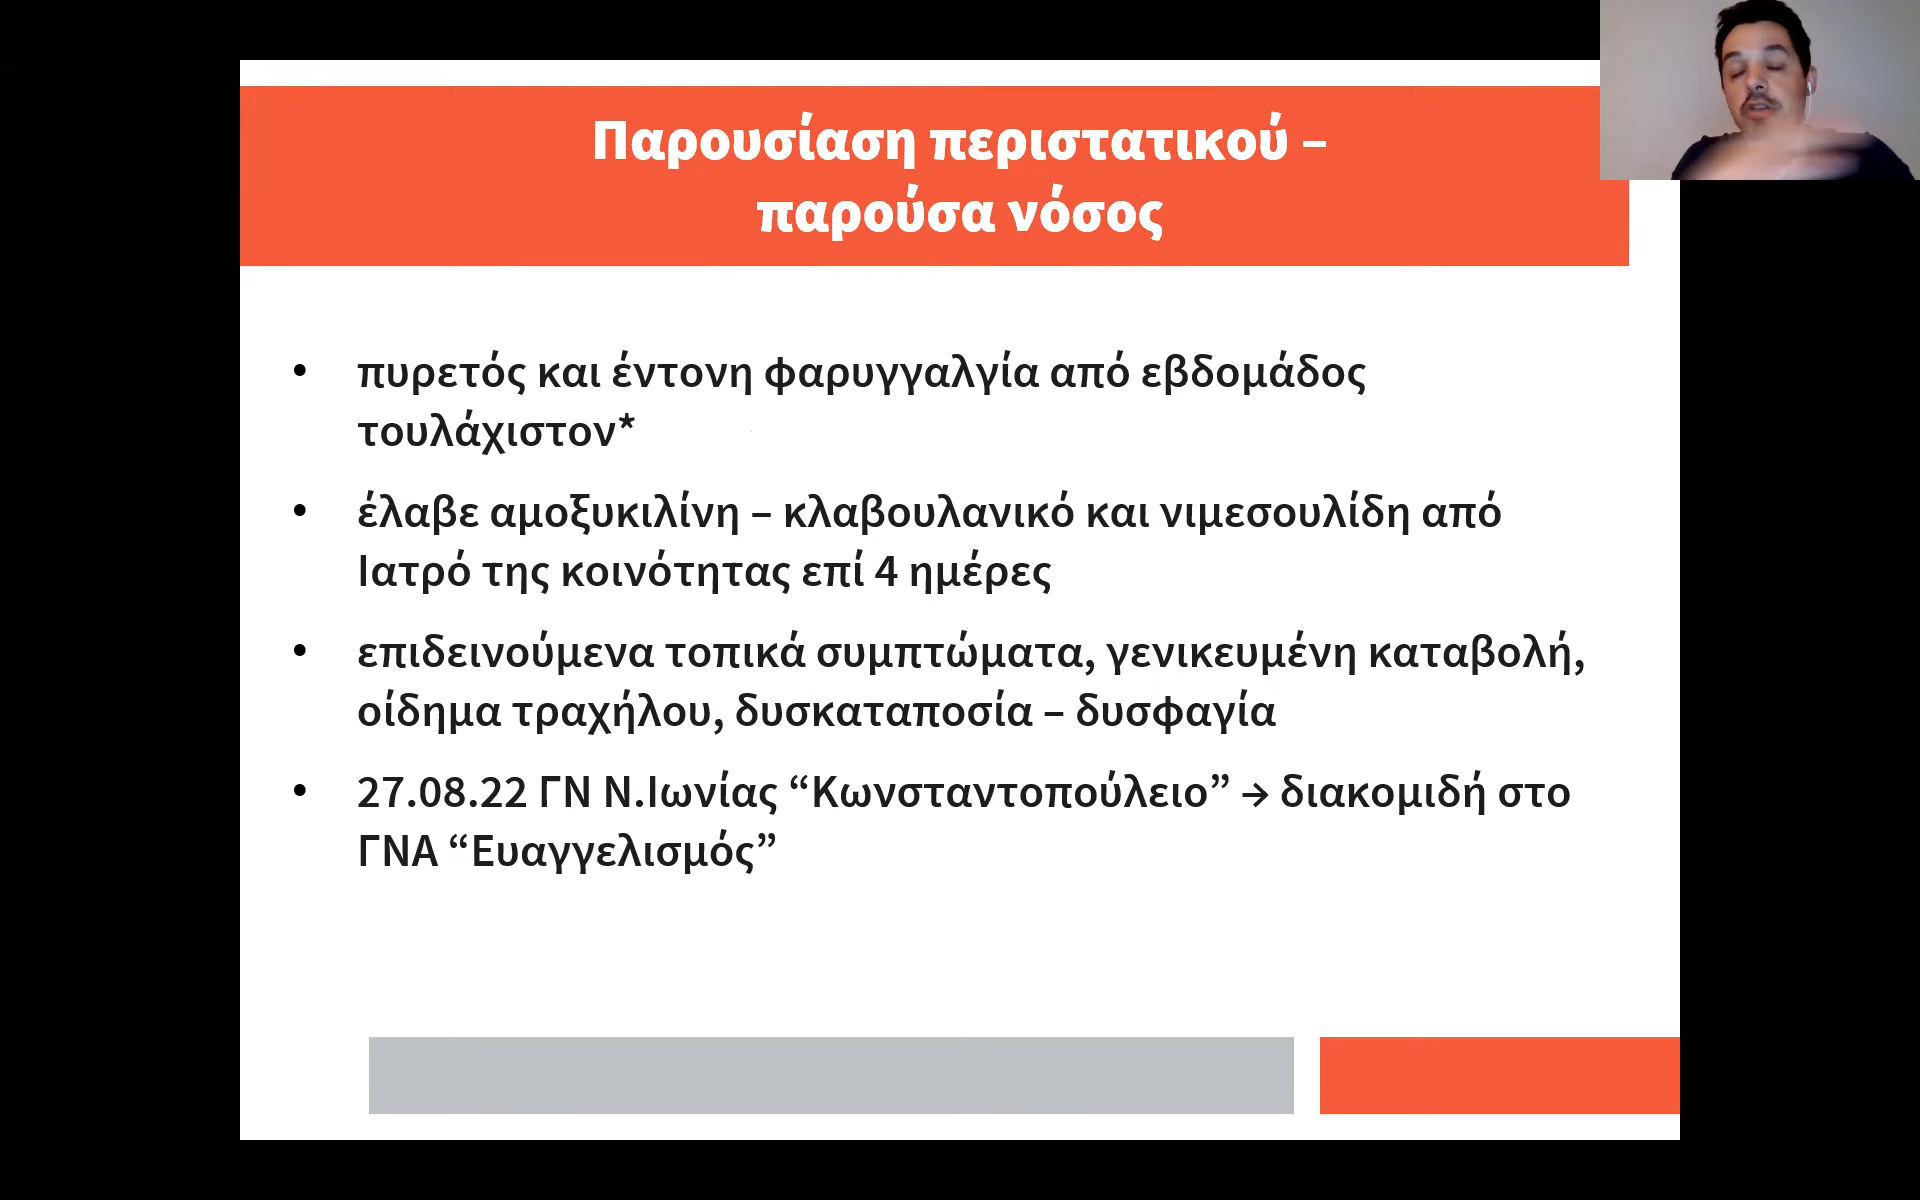 Παρουσίαση περιστατικού –
παρούσα νόσος
• πυρετός και έντονη φαρυγγαλγία από εβδομάδος
τουλάχιστον*
• έλαβε αμοξυκιλίνη – κλαβουλανικό και νιμεσουλίδη από
Ιατρό της κοινότητας επί 4 ημέρες
• επιδεινούμενα τοπικά συμπτώματα, γενικευμένη καταβολή,
οίδημα τραχήλου, δυσκαταποσία – δυσφαγία
• 27.08.22 ΓΝ Ν.Ιωνίας “Κωνσταντοπούλειο” → διακομιδή στο
ΓΝΑ “Ευαγγελισμός”